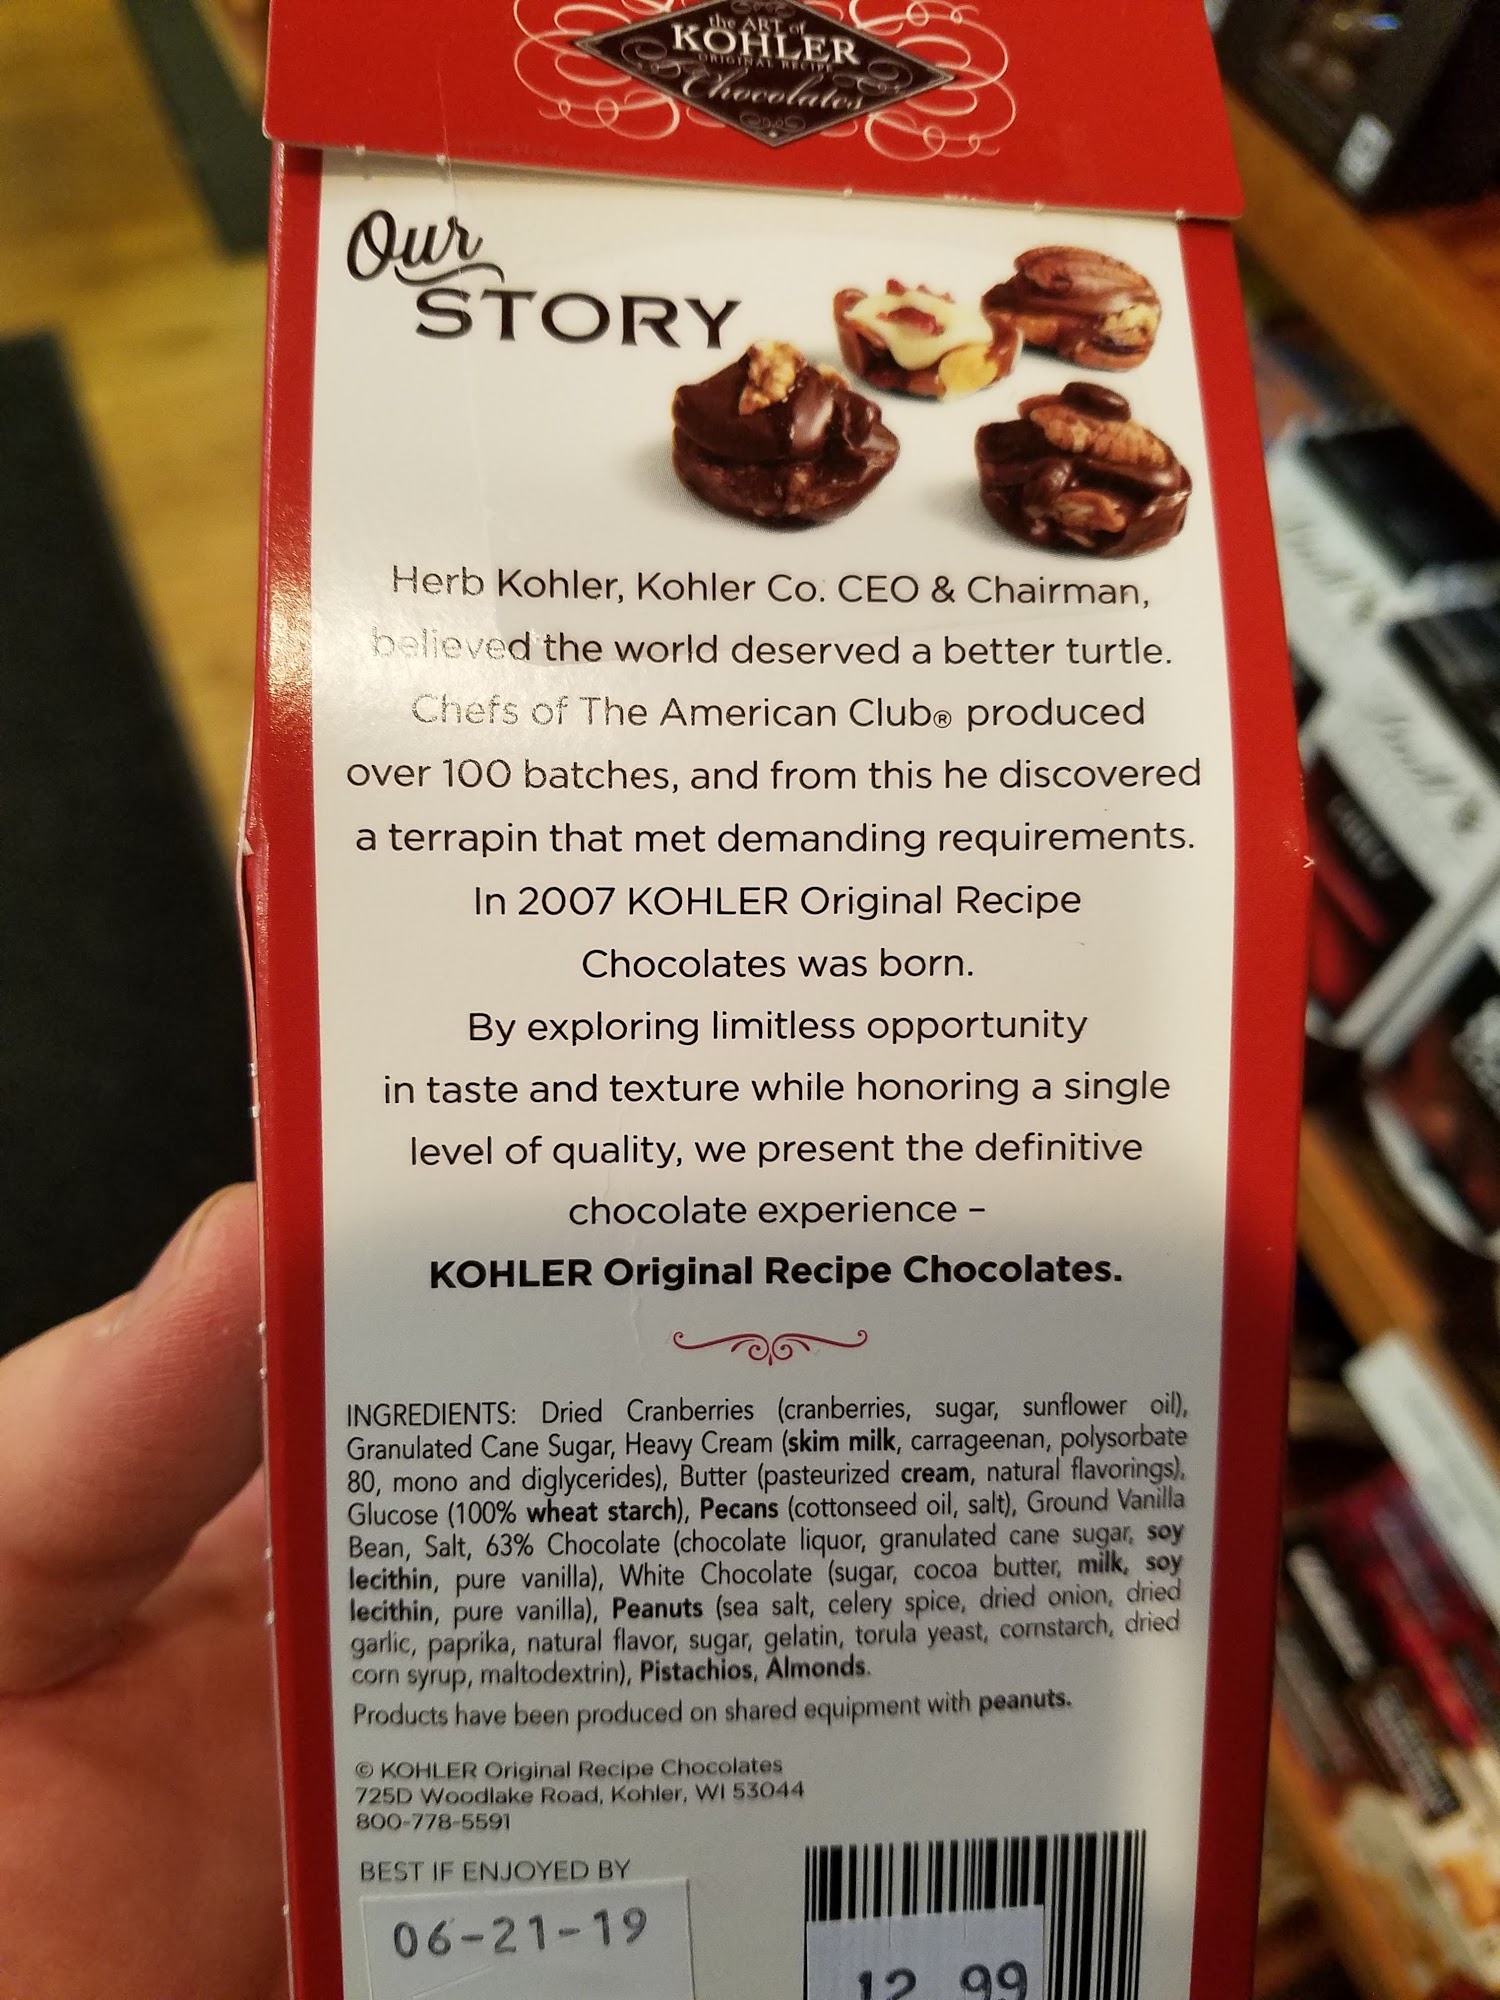 the ART of
KOHLER
ORIGINAL RECIPE
Chocolates
Our
STORY
Herb Kohler, Kohler Co. CEO & Chairman,
believed the world deserved a better turtle.
Chefs of The American Club® produced
over 100 batches, and from this he discovered
a terrapin that met demanding requirements.
In 2007 KOHLER Original Recipe
Chocolates was born.
By exploring limitless opportunity
in taste and texture while honoring a single
level of quality, we present the definitive
chocolate experience –
KOHLER Original Recipe Chocolates.
INGREDIENTS: Dried Cranberries (cranberries, sugar, sunflower oil),
Granulated Cane Sugar, Heavy Cream (skim milk, carrageenan, polysorbate
80, mono and diglycerides), Butter (pasteurized cream, natural flavorings),
Glucose (100% wheat starch), Pecans (cottonseed oil, salt), Ground Vanilla
Bean, Salt, 63% Chocolate (chocolate liquor, granulated cane sugar, soy
lecithin, pure vanilla), White Chocolate (sugar, cocoa butter, milk, soy
lecithin, pure vanilla), Peanuts (sea salt, celery spice, dried onion, dried
garlic, paprika, natural flavor, sugar, gelatin, torula yeast, cornstarch, dried
corn syrup, maltodextrin), Pistachios, Almonds.
Products have been produced on shared equipment with peanuts.
© KOHLER Original Recipe Chocolates
725D Woodlake Road, Kohler, WI 53044
800-778-5591
BEST IF ENJOYED BY
06-21-19
12 99